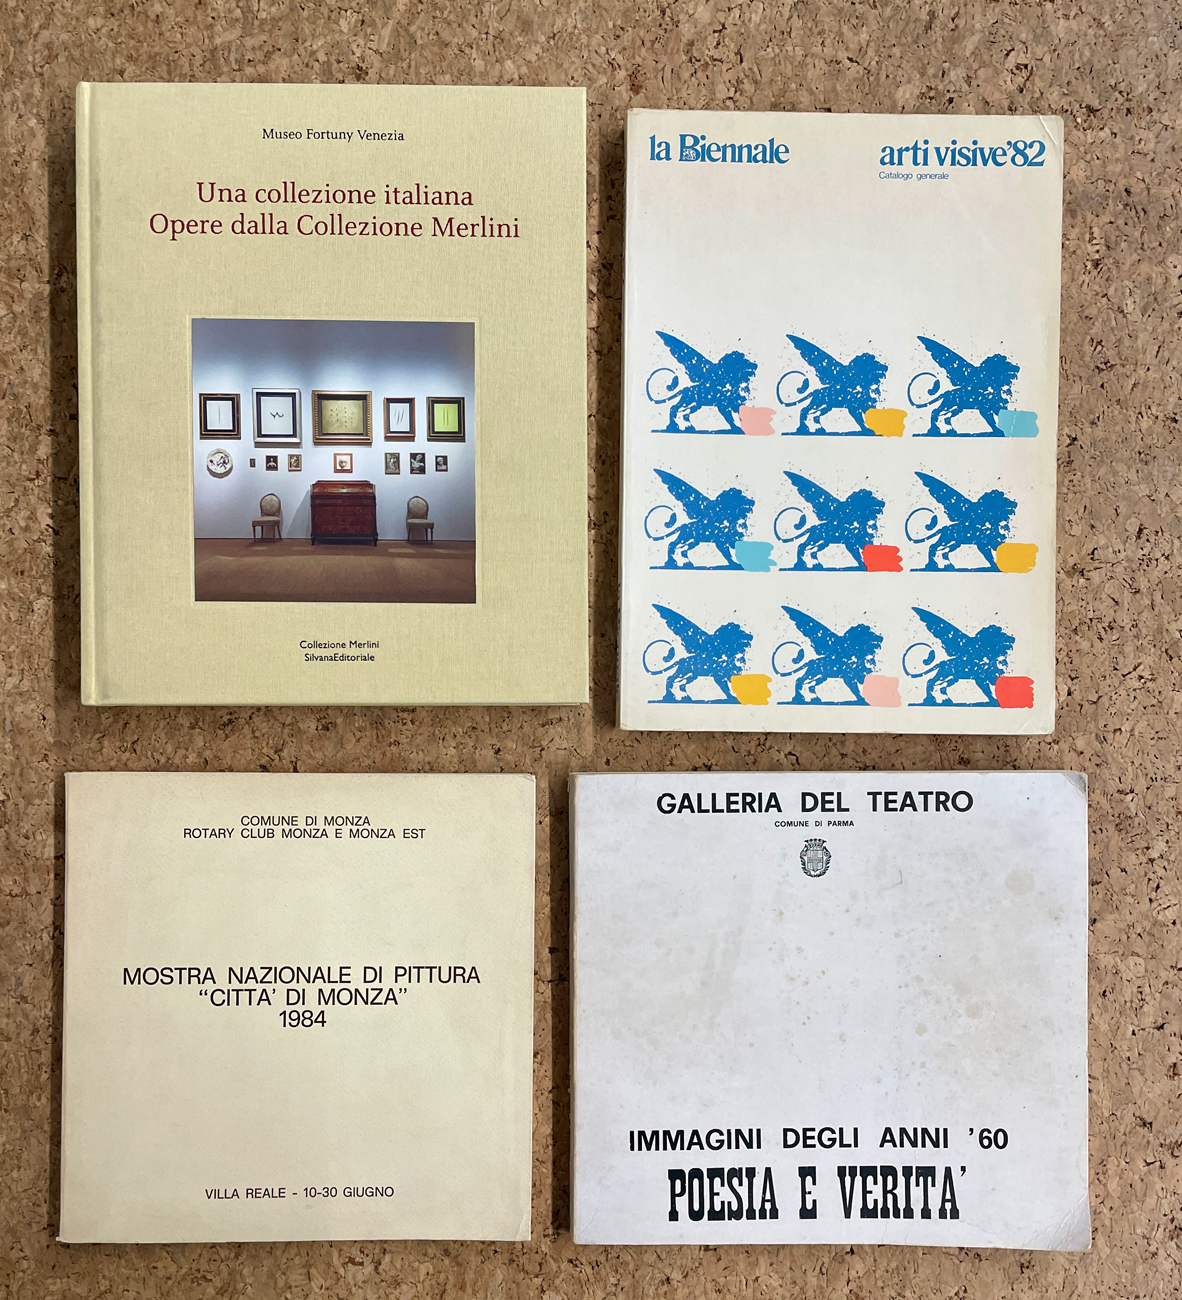 Museo Fortuny Venezia
Una collezione italiana
Opere dalla Collezione Merlini
Collezione Merlini
SilvanaEditoriale
la Biennale
arti visive'82
Catalogo generale
COMUNE DI MONZA
ROTARY CLUB MONZA E MONZA EST
MOSTRA NAZIONALE DI PITTURA
“CITTA' DI MONZA”
1984
VILLA REALE - 10-30 GIUGNO
GALLERIA DEL TEATRO
COMUNE DI PARMA
IMMAGINI DEGLI ANNI '60
POESIA E VERITA'